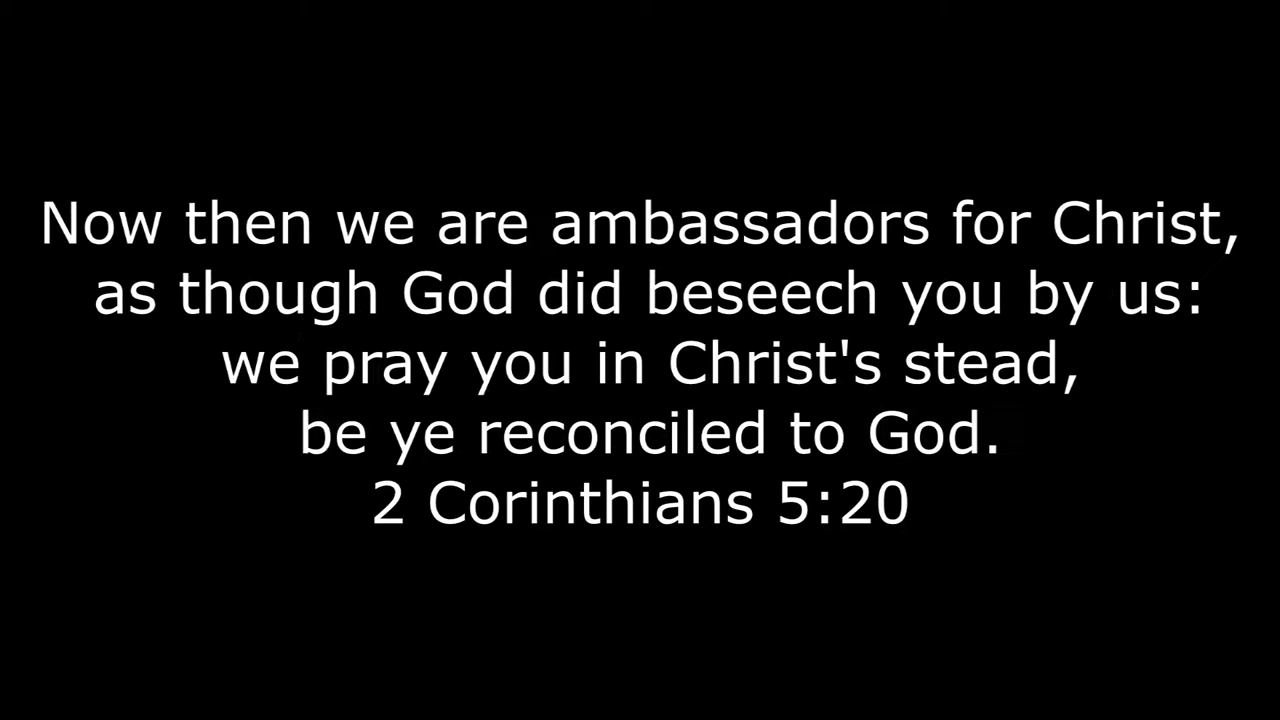 Now then we are ambassadors for Christ,
as though God did beseech you by us:
we pray you in Christ's stead,
be ye reconciled to God.
2 Corinthians 5:20